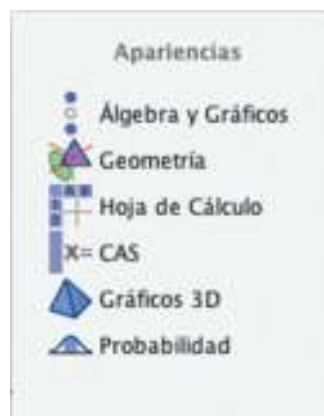 Apariencias
Álgebra y Gráficos
Geometría
Hoja de Cálculo
X= CAS
Gráficos 3D
Probabilidad